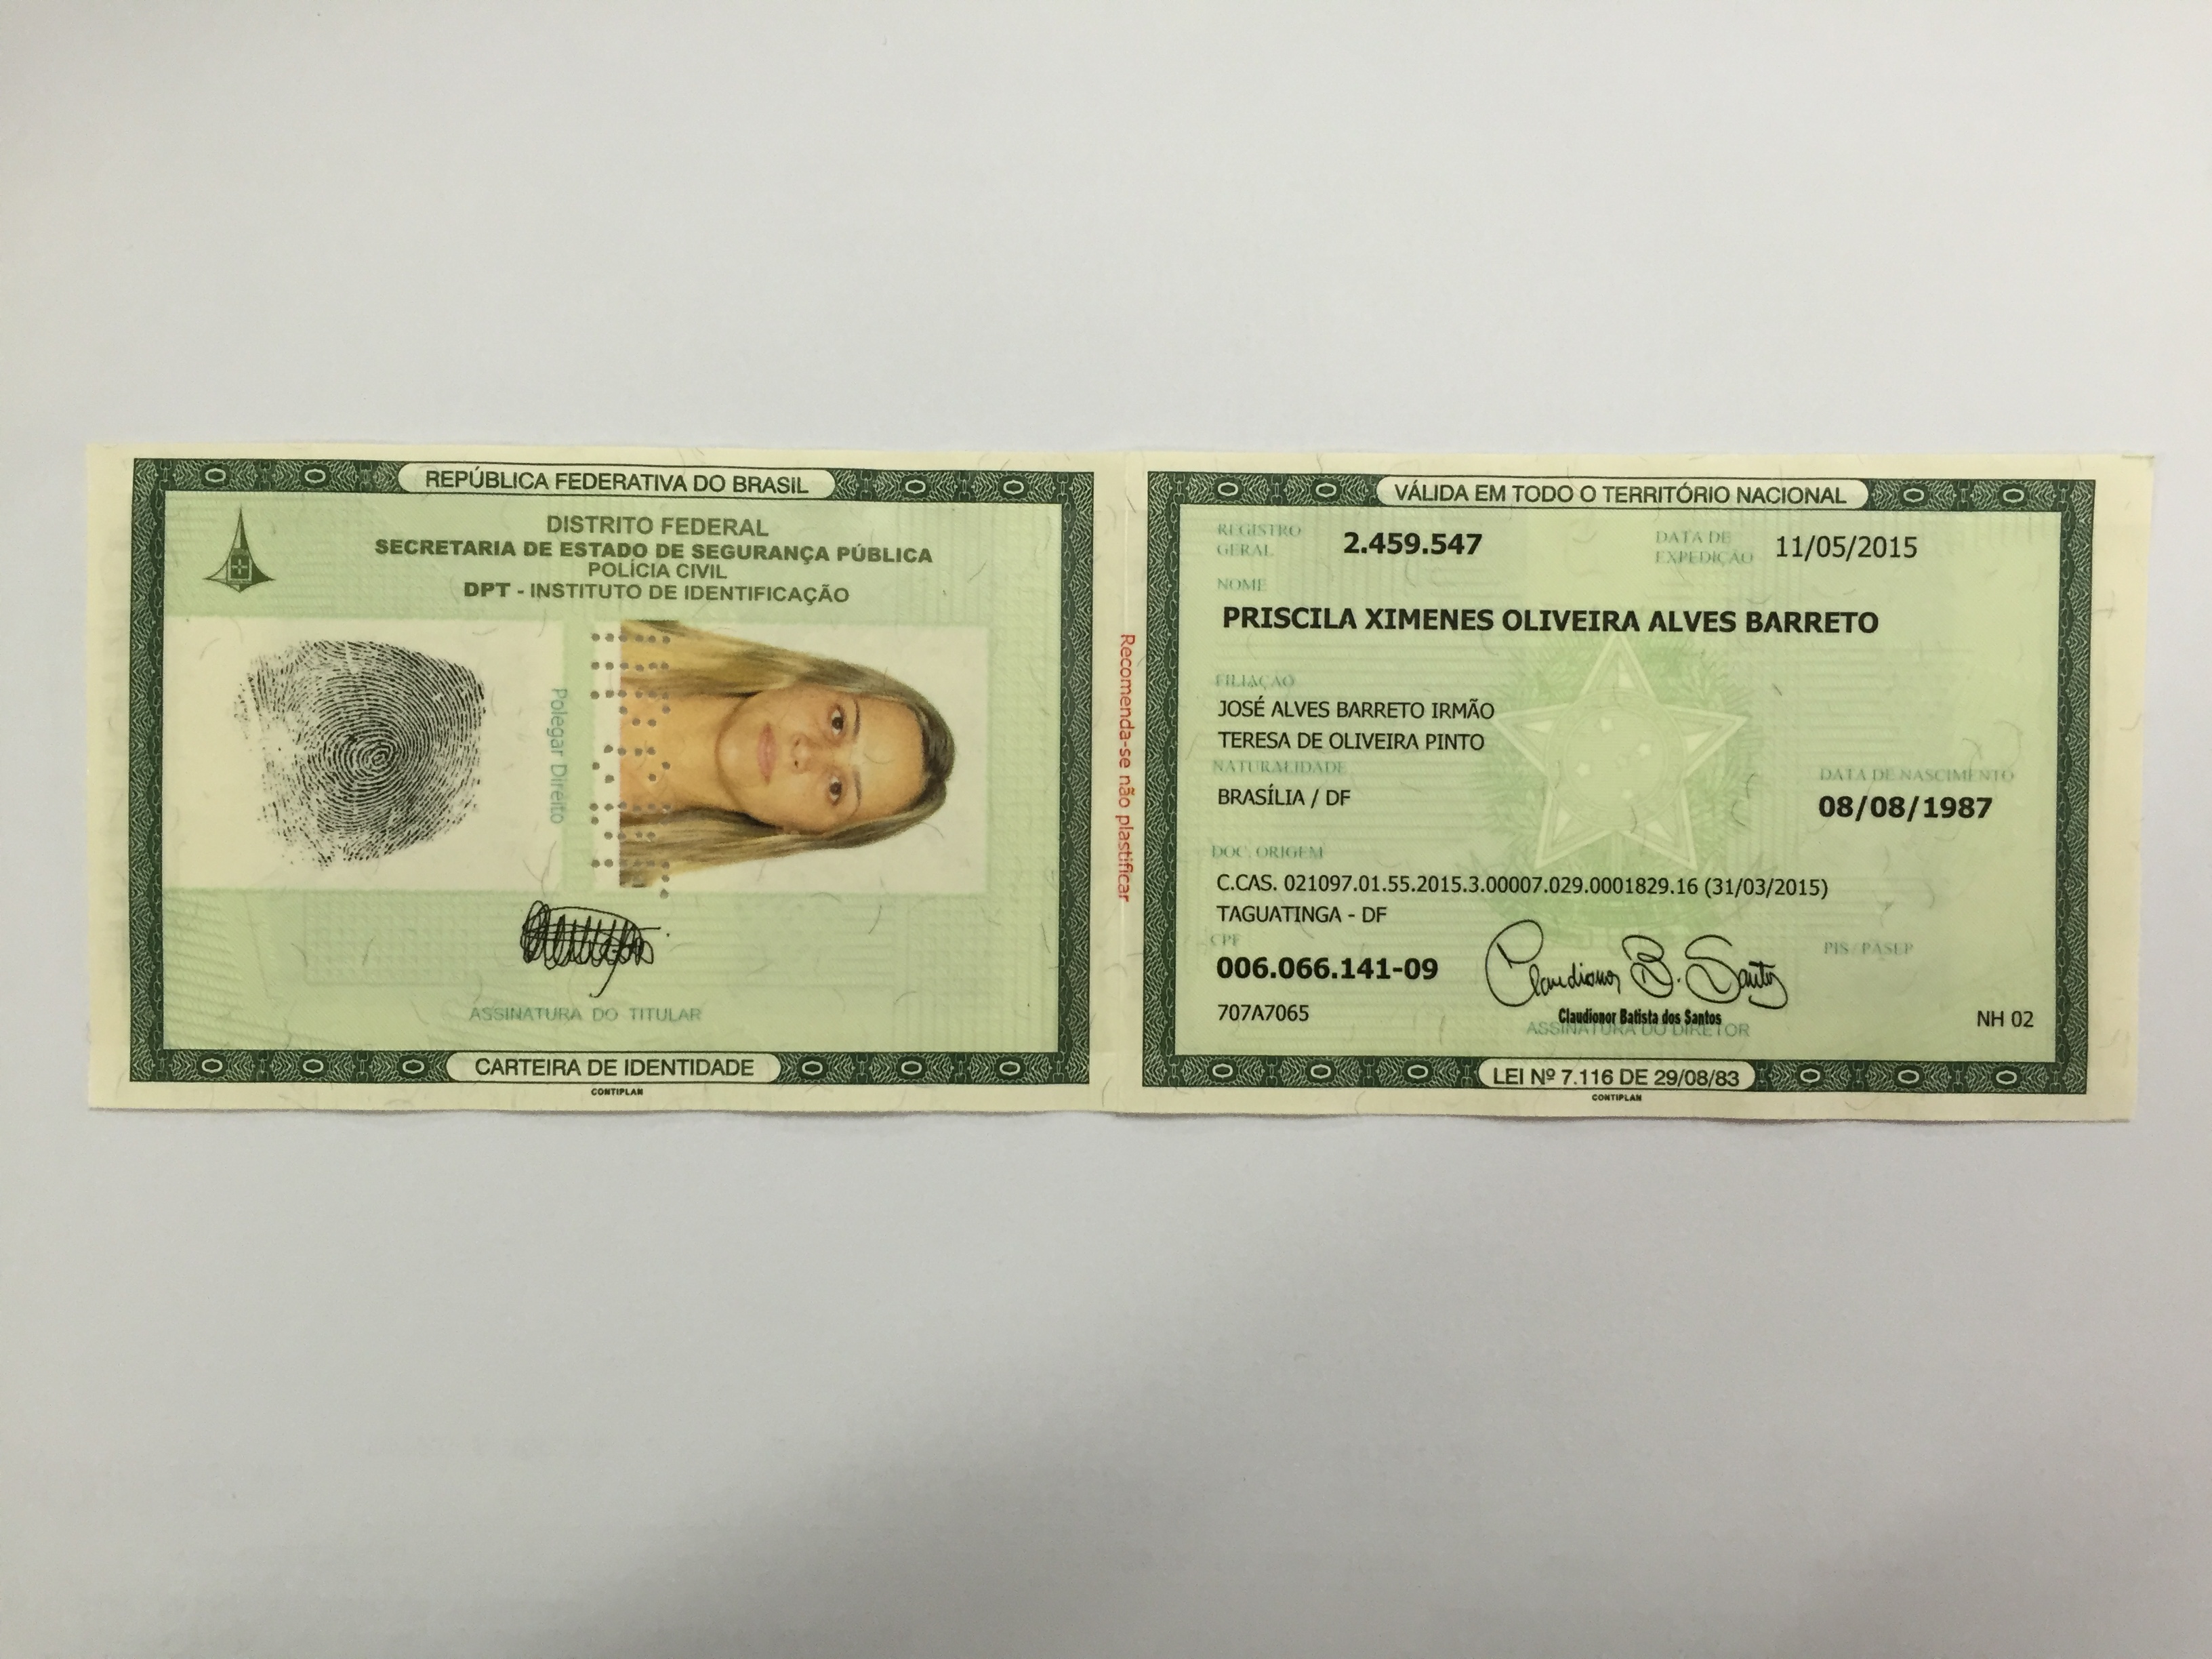 REPÚBLICA FEDERATIVA DO BRASIL
DISTRITO FEDERAL
SECRETARIA DE ESTADO DE SEGURANÇA PÚBLICA
POLÍCIA CIVIL
DPT - INSTITUTO DE IDENTIFICAÇÃO
Polegar Direito
ASSINATURA DO TITULAR
CARTEIRA DE IDENTIDADE
CONTIPLAN
Recomenda-se não plastificar
VÁLIDA EM TODO O TERRITÓRIO NACIONAL
REGISTRO GERAL 2.459.547 DATA DE EXPEDIÇÃO 11/05/2015
NOME
PRISCILA XIMENES OLIVEIRA ALVES BARRETO
FILIAÇÃO
JOSÉ ALVES BARRETO IRMÃO
TERESA DE OLIVEIRA PINTO
NATURALIDADE DATA DE NASCIMENTO
BRASÍLIA / DF 08/08/1987
DOC. ORIGEM
C.CAS. 021097.01.55.2015.3.00007.029.0001829.16 (31/03/2015)
TAGUATINGA - DF
CPF PIS/PASEP
006.066.141-09 Claudionor B. Santos
707A7065 Claudionor Batista dos Santos NH 02
ASSINATURA DO DIRETOR
LEI Nº 7.116 DE 29/08/83
CONTIPLAN